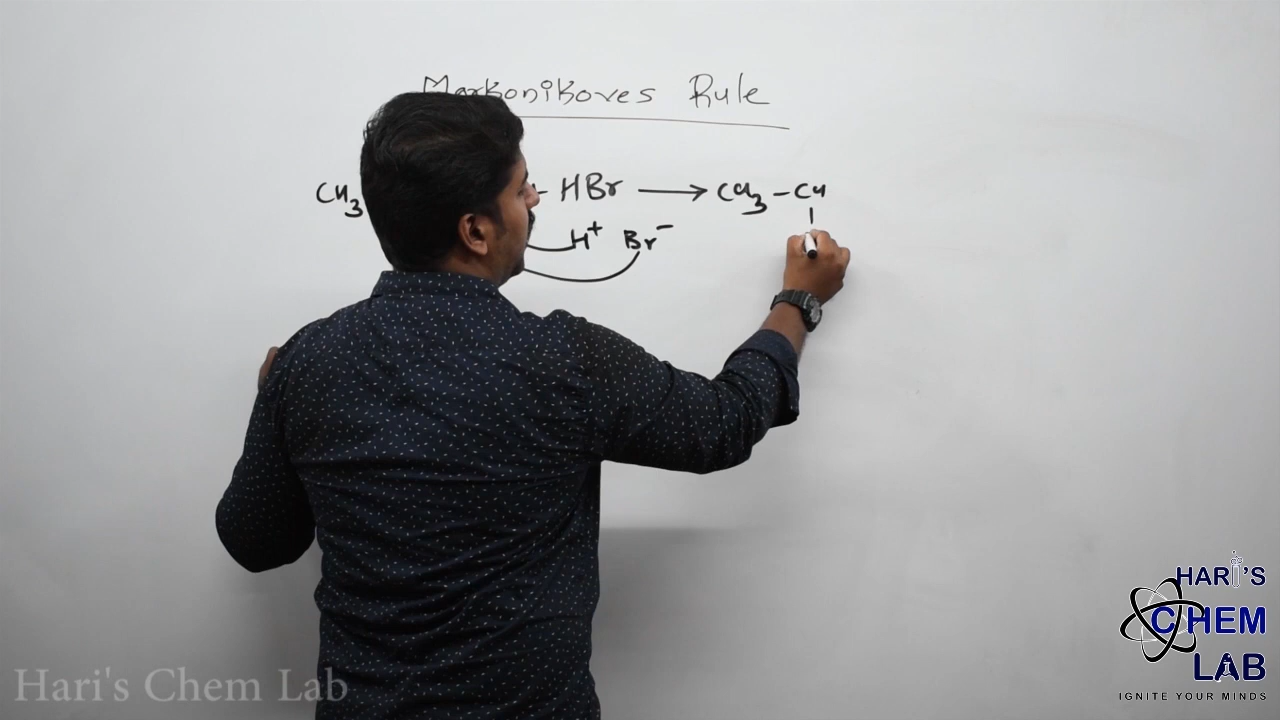 Markonikoves Rule
CH3 - HBr → CH3 - CH
H+ Br-
HARI'S
CHEM
LAB
IGNITE YOUR MINDS
Hari's Chem Lab